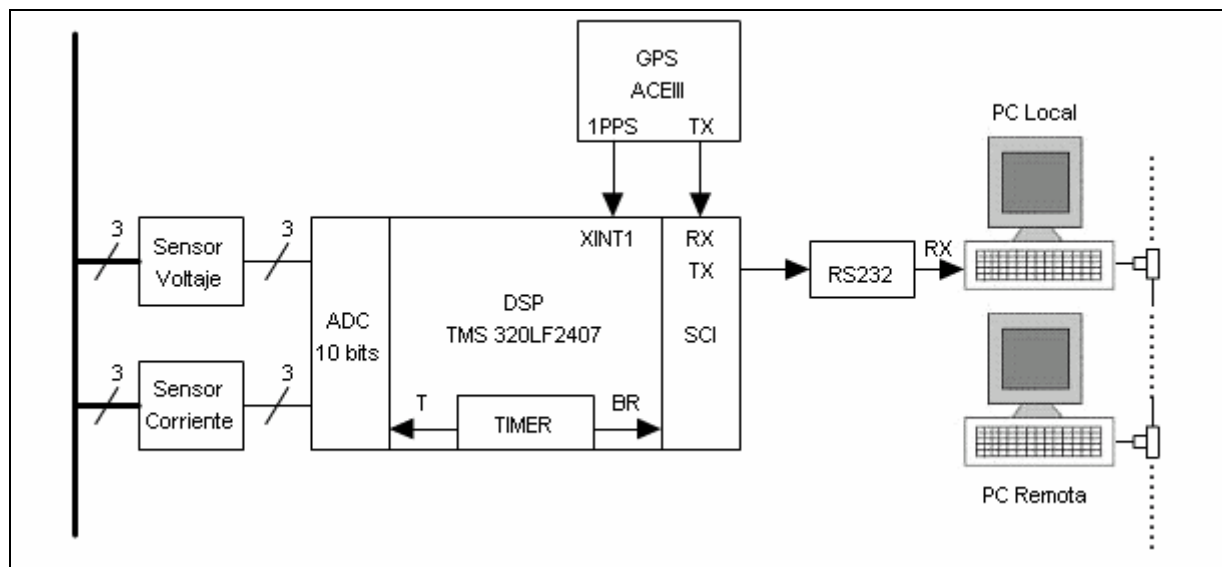 GPS
ACEIII
1PPS TX
PC Local
3
Sensor
Voltaje
3
XINT1
RX
TX
RS232
RX
DSP
TMS 320LF2407
ADC
10 bits
SCI
3
Sensor
Corriente
3
T
TIMER
BR
PC Remota